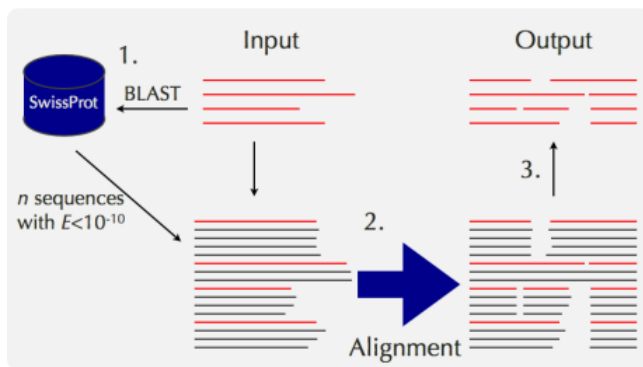 Input
Output
1.
SwissProt
BLAST
3.
n sequences
with E<10⁻¹⁰
2.
Alignment